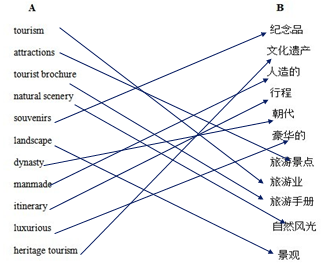 A
B
tourism
attractions
tourist brochure
natural scenery
souvenirs
landscape
dynasty
manmade
itinerary
luxurious
heritage tourism
纪念品
文化遗产
人造的
行程
朝代
豪华的
旅游景点
旅游业
旅游手册
自然风光
景观